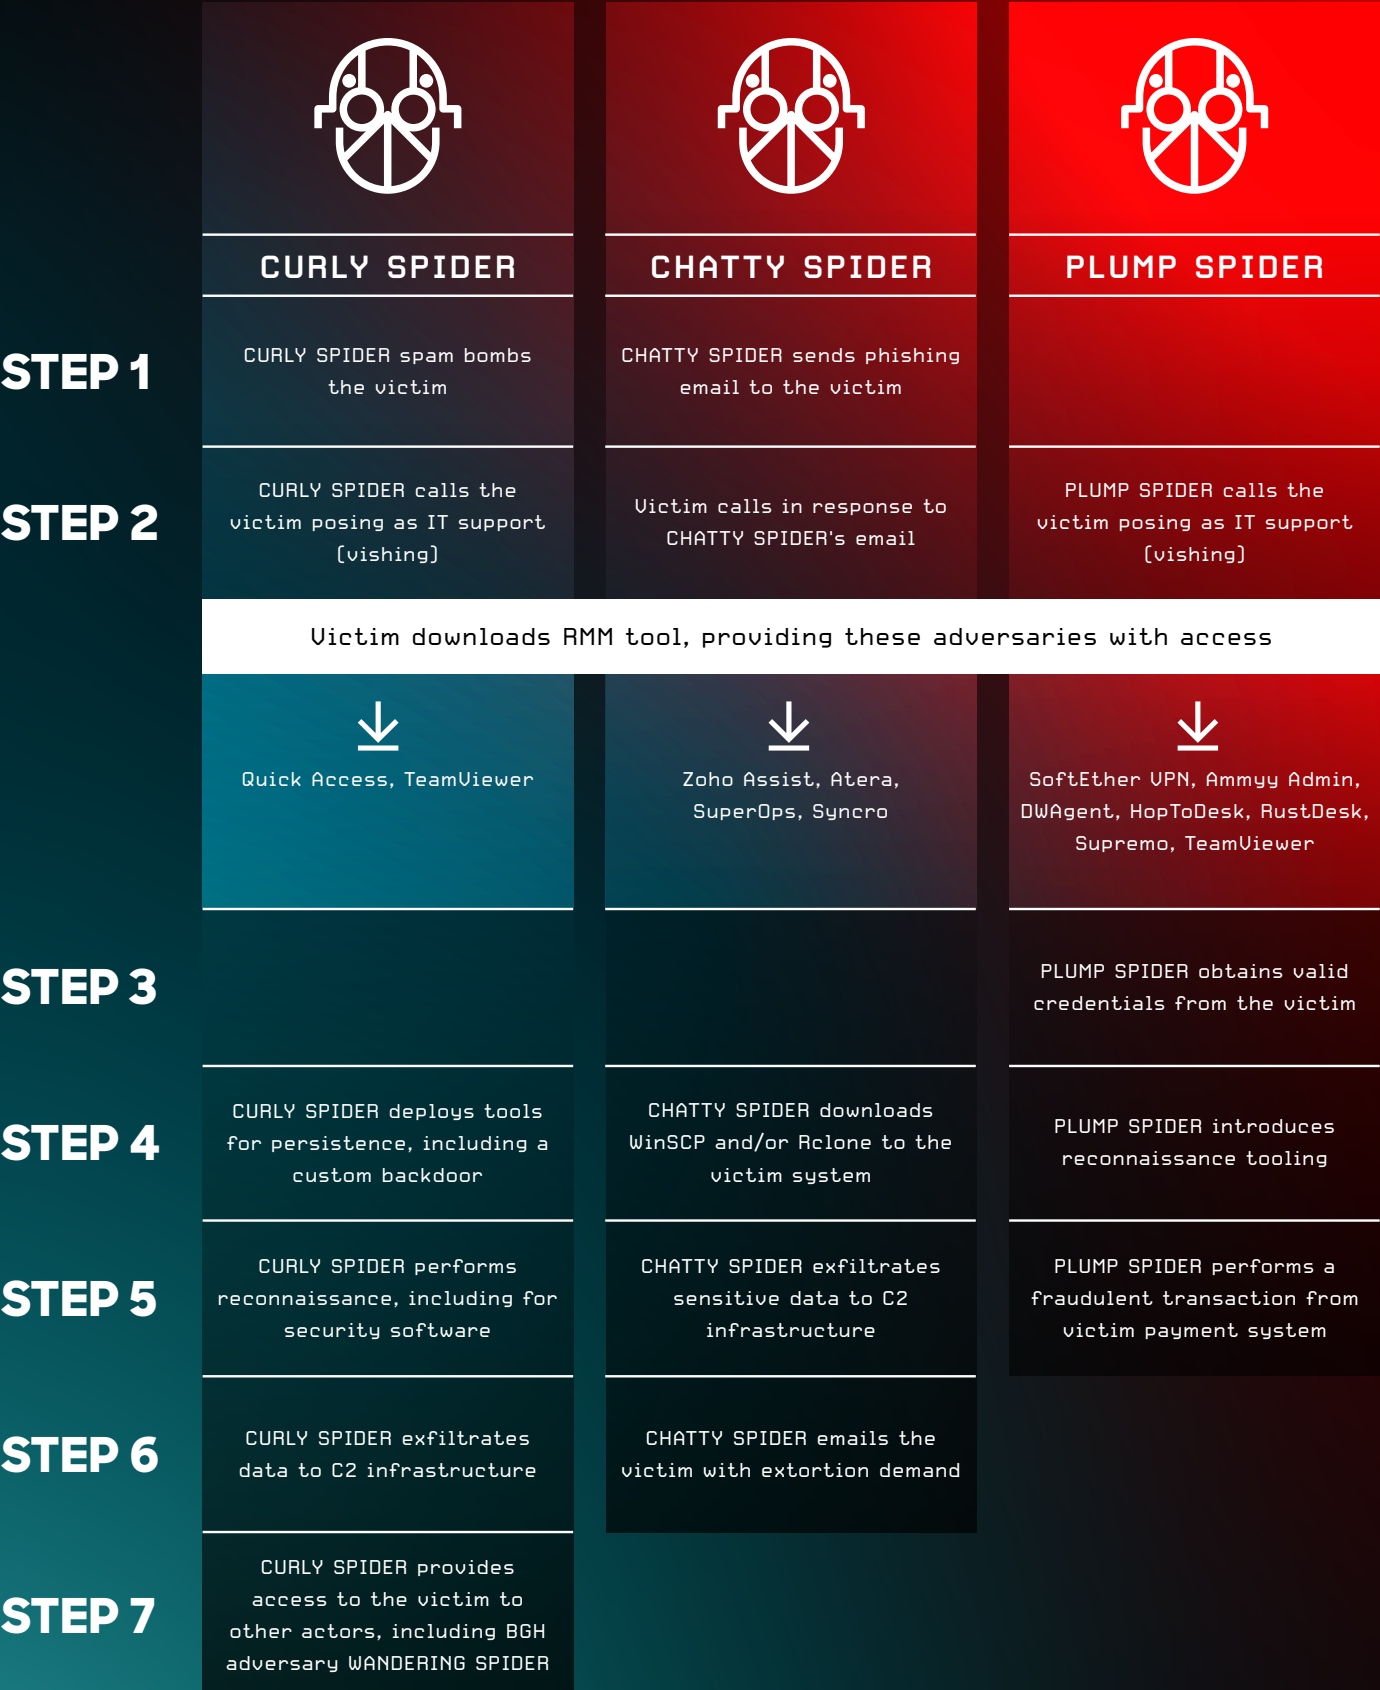 CURLY SPIDER
CHATTY SPIDER
PLUMP SPIDER
STEP 1
CURLY SPIDER spam bombs
the victim
CHATTY SPIDER sends phishing
email to the victim
STEP 2
CURLY SPIDER calls the
victim posing as IT support
(vishing)
Victim calls in response to
CHATTY SPIDER's email
PLUMP SPIDER calls the
victim posing as IT support
(vishing)
Victim downloads RMM tool, providing these adversaries with access
Quick Access, TeamViewer
Zoho Assist, Atera,
SuperOps, Syncro
SoftEther VPN, Ammyy Admin,
DWAgent, HopToDesk, RustDesk,
Supremo, TeamViewer
STEP 3
PLUMP SPIDER obtains valid
credentials from the victim
STEP 4
CURLY SPIDER deploys tools
for persistence, including a
custom backdoor
CHATTY SPIDER downloads
WinSCP and/or Rclone to the
victim system
PLUMP SPIDER introduces
reconnaissance tooling
STEP 5
CURLY SPIDER performs
reconnaissance, including for
security software
CHATTY SPIDER exfiltrates
sensitive data to C2
infrastructure
PLUMP SPIDER performs a
fraudulent transaction from
victim payment system
STEP 6
CURLY SPIDER exfiltrates
data to C2 infrastructure
CHATTY SPIDER emails the
victim with extortion demand
STEP 7
CURLY SPIDER provides
access to the victim to
other actors, including BGH
adversary WANDERING SPIDER